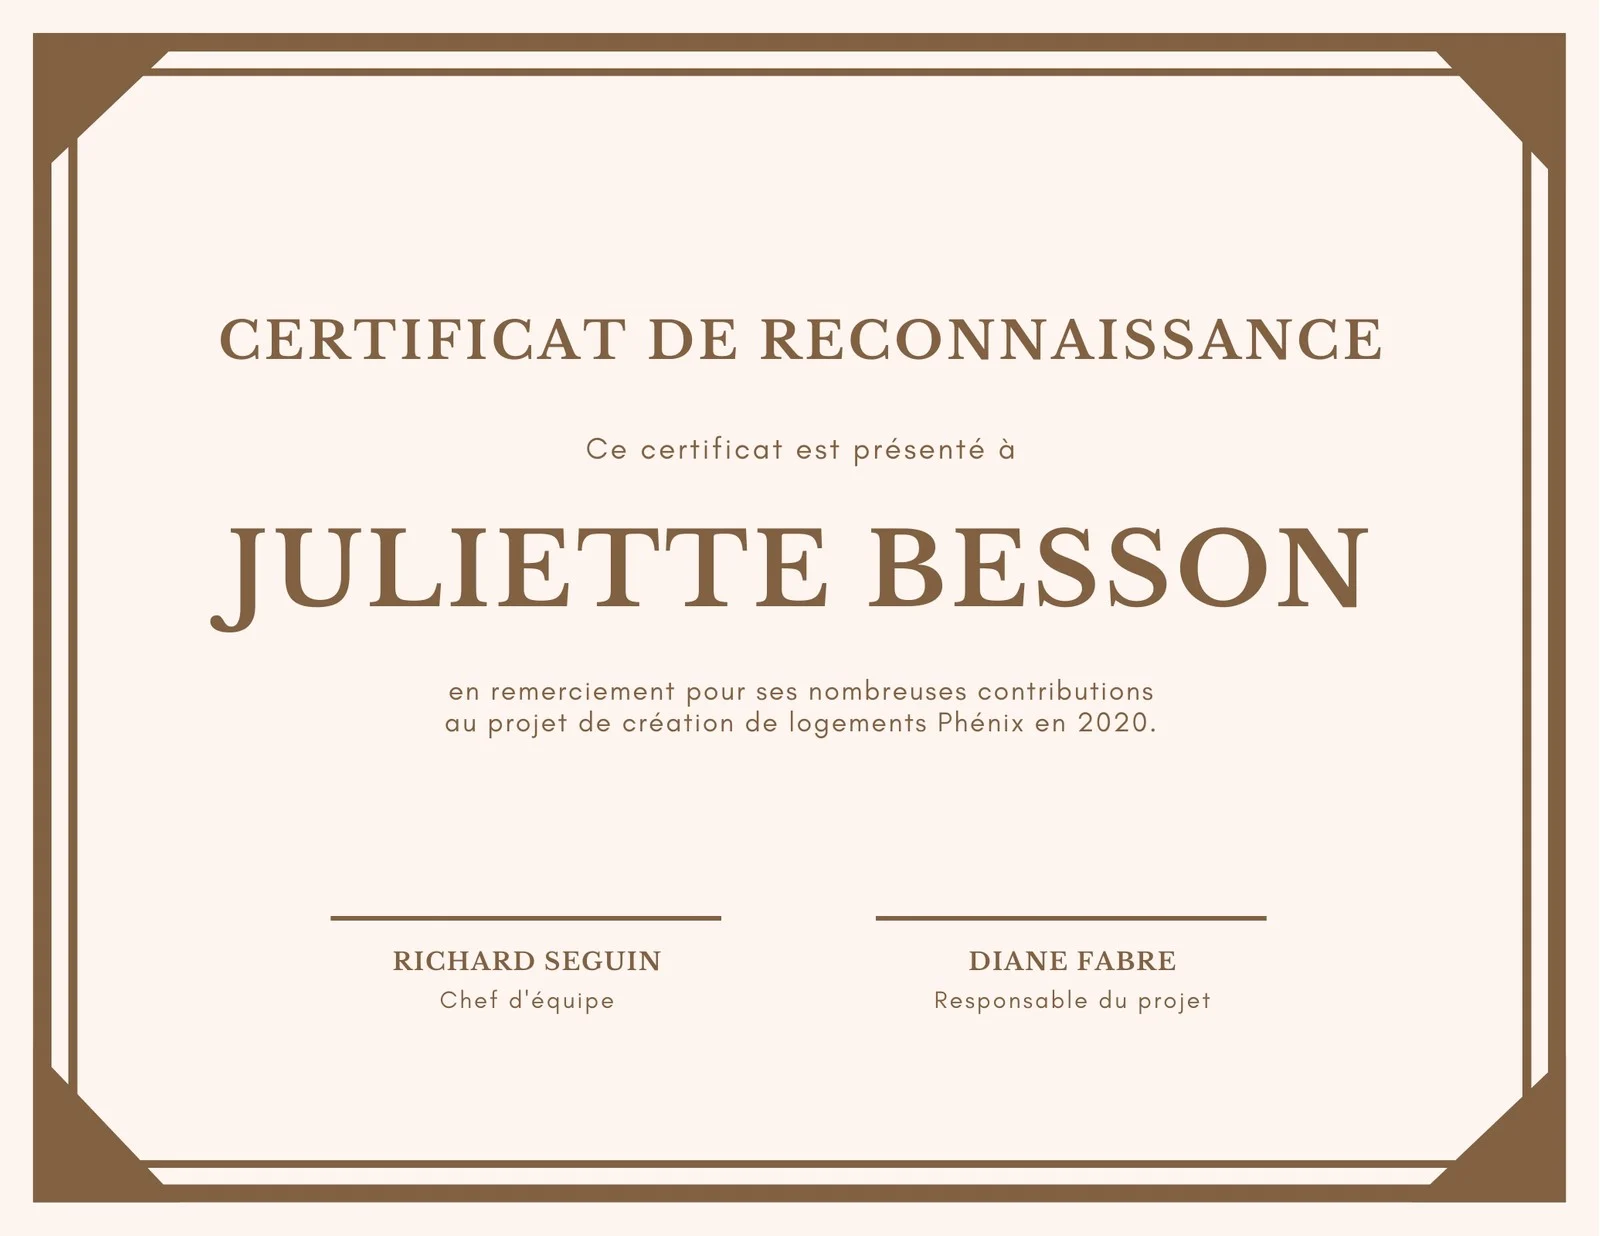 CERTIFICAT DE RECONNAISSANCE
Ce certificat est présenté à
JULIETTE BESSON
en remerciement pour ses nombreuses contributions
au projet de création de logements Phénix en 2020.
RICHARD SEGUIN
Chef d'équipe
DIANE FABRE
Responsable du projet